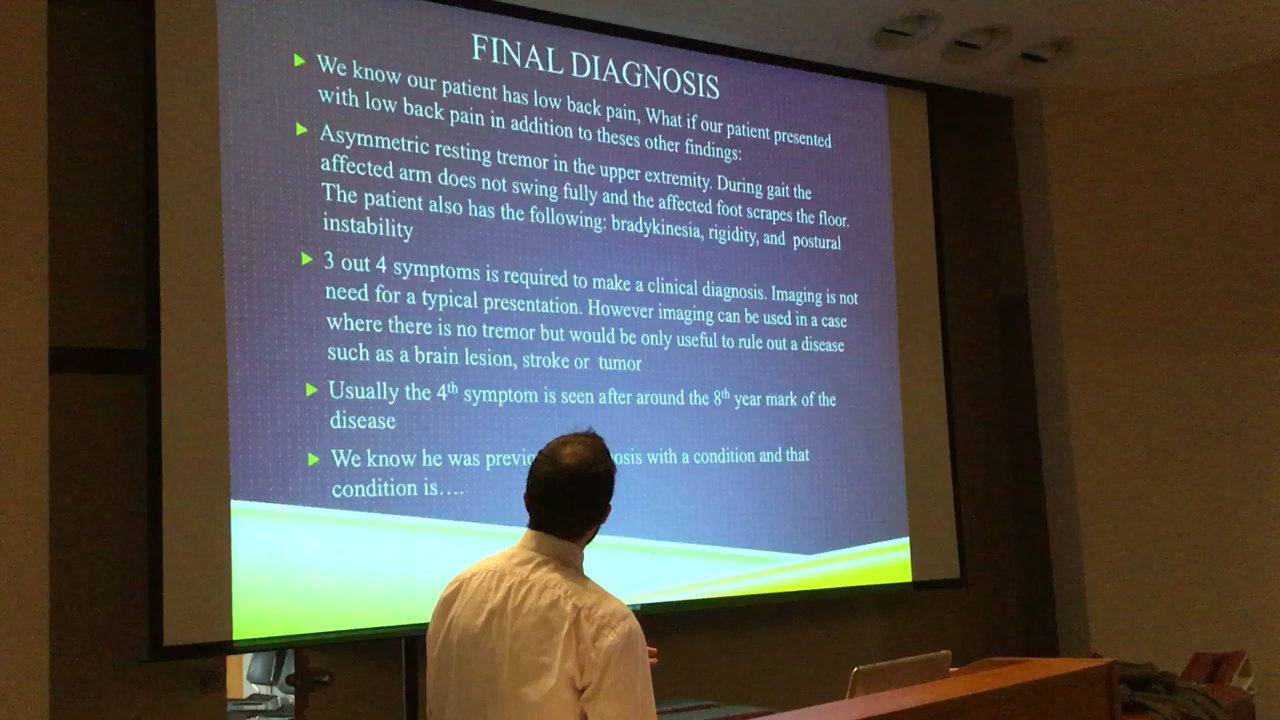 FINAL DIAGNOSIS
We know our patient has low back pain, What if our patient presented
with low back pain in addition to theses other findings:
Asymmetric resting tremor in the upper extremity. During gait the
affected arm does not swing fully and the affected foot scrapes the floor.
The patient also has the following: bradykinesia, rigidity, and postural
instability
3 out 4 symptoms is required to make a clinical diagnosis. Imaging is not
need for a typical presentation. However imaging can be used in a case
where there is no tremor but would be only useful to rule out a disease
such as a brain lesion, stroke or tumor
Usually the 4th symptom is seen after around the 8th year mark of the
disease
We know he was with a condition and that
condition is….